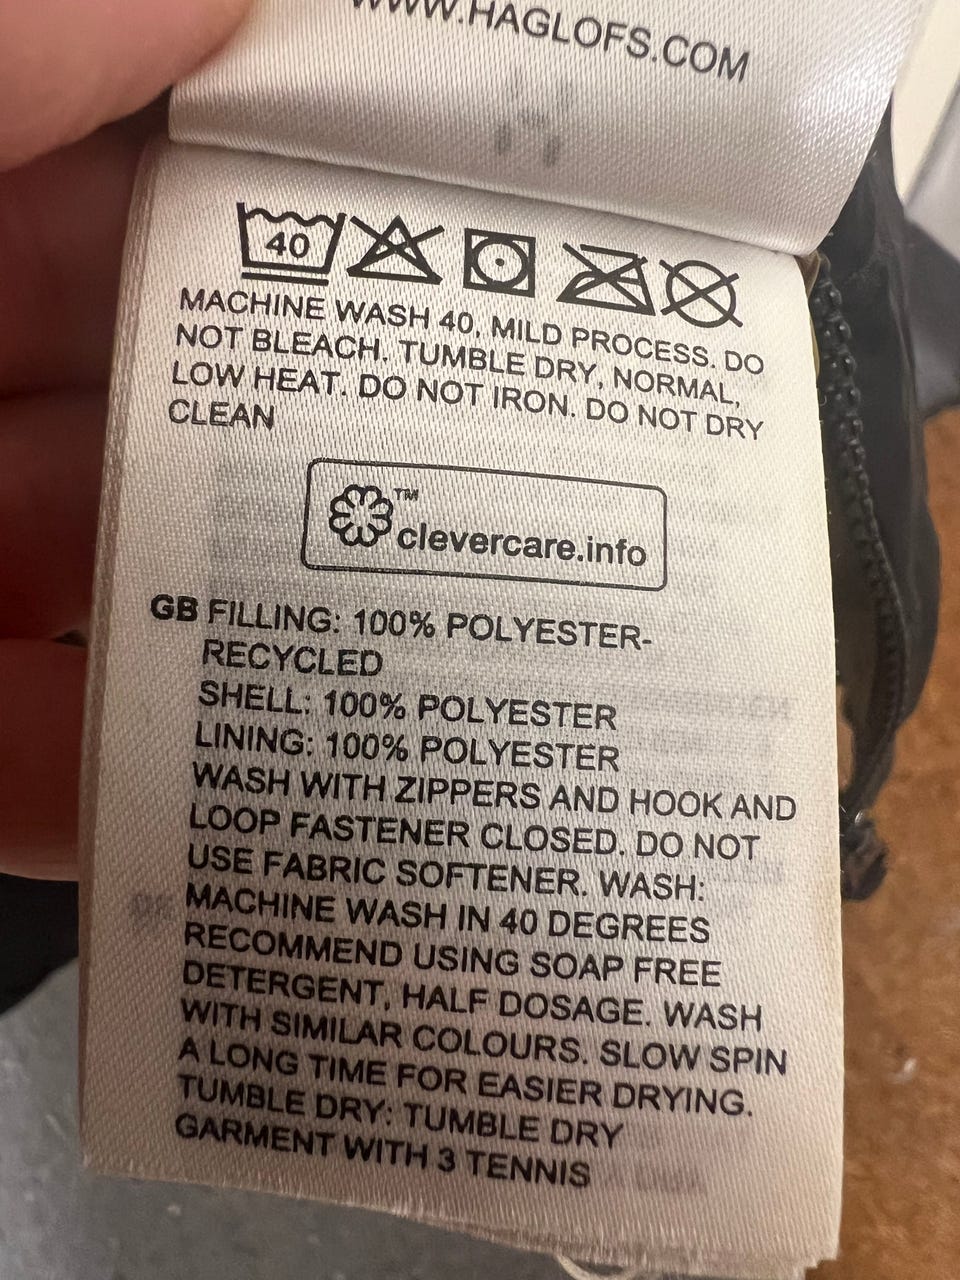 WWW.HAGLOFS.COM
40
MACHINE WASH 40, MILD PROCESS. DO
NOT BLEACH. TUMBLE DRY, NORMAL,
LOW HEAT. DO NOT IRON. DO NOT DRY
CLEAN
™
clevercare.info
GB FILLING: 100% POLYESTER-
RECYCLED
SHELL: 100% POLYESTER
LINING: 100% POLYESTER
WASH WITH ZIPPERS AND HOOK AND
LOOP FASTENER CLOSED. DO NOT
USE FABRIC SOFTENER. WASH:
MACHINE WASH IN 40 DEGREES
RECOMMEND USING SOAP FREE
DETERGENT, HALF DOSAGE. WASH
WITH SIMILAR COLOURS. SLOW SPIN
A LONG TIME FOR EASIER DRYING.
TUMBLE DRY: TUMBLE DRY
GARMENT WITH 3 TENNIS